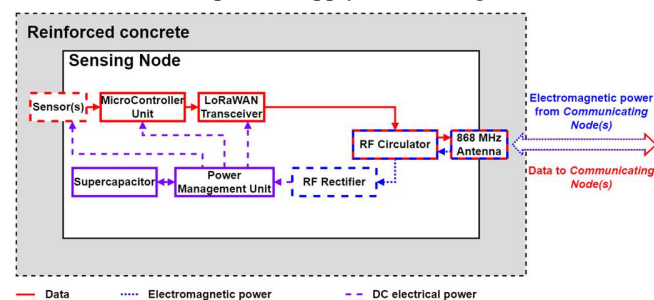 Reinforced concrete
Sensing Node
Sensor(s)
MicroController
Unit
LoRaWAN
Transceiver
RF Circulator
868 MHz
Antenna
Electromagnetic power
from Communicating
Node(s)
Data to Communicating
Node(s)
Supercapacitor
Power
Management Unit
RF Rectifier
Data
Electromagnetic power
DC electrical power